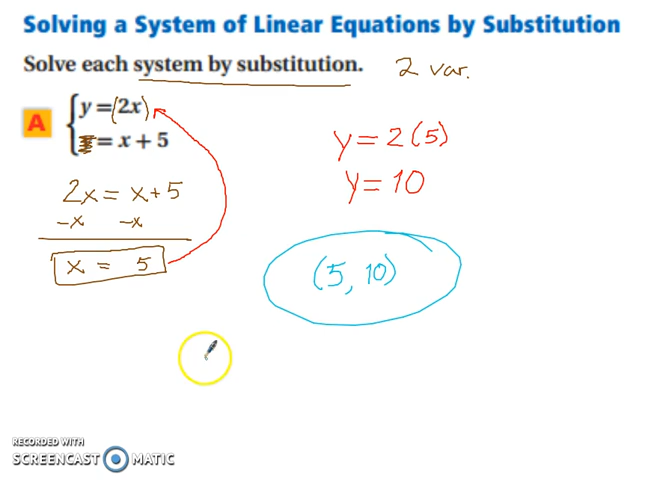 Solving a System of Linear Equations by Substitution
Solve each system by substitution. 2 var.
A
y = (2x)
= x + 5
2x = x + 5
-x -x
x = 5
y = 2(5)
y = 10
(5, 10)
RECORDED WITH
SCREENCAST MATIC